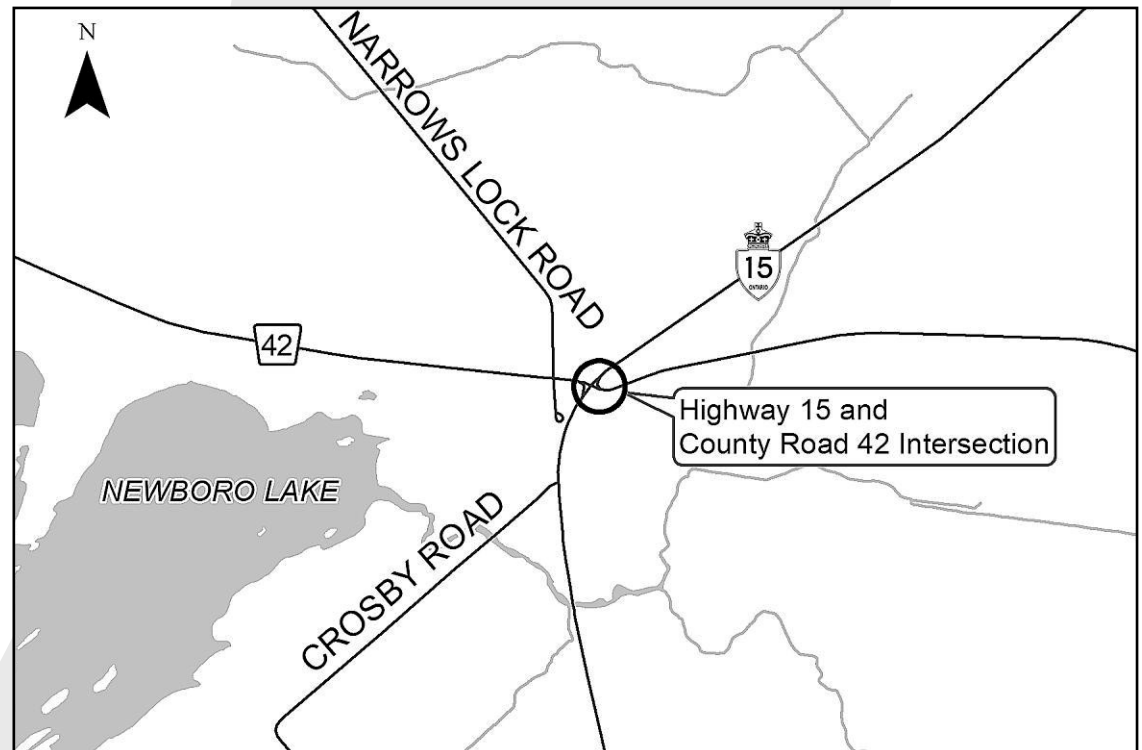 N
NARROWS LOCK ROAD
15
ONTARIO
42
Highway 15 and
County Road 42 Intersection
NEWBORO LAKE
CROSBY ROAD